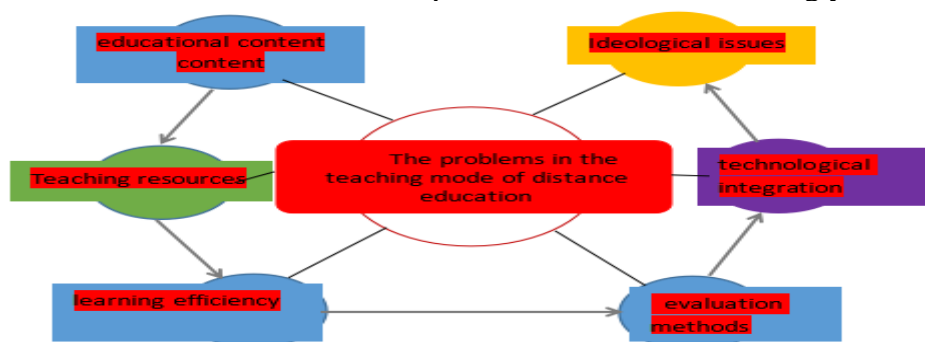 educational content
content
Ideological issues
Teaching resources
The problems in the
teaching mode of distance
education
technological
integration
learning efficiency
evaluation
methods